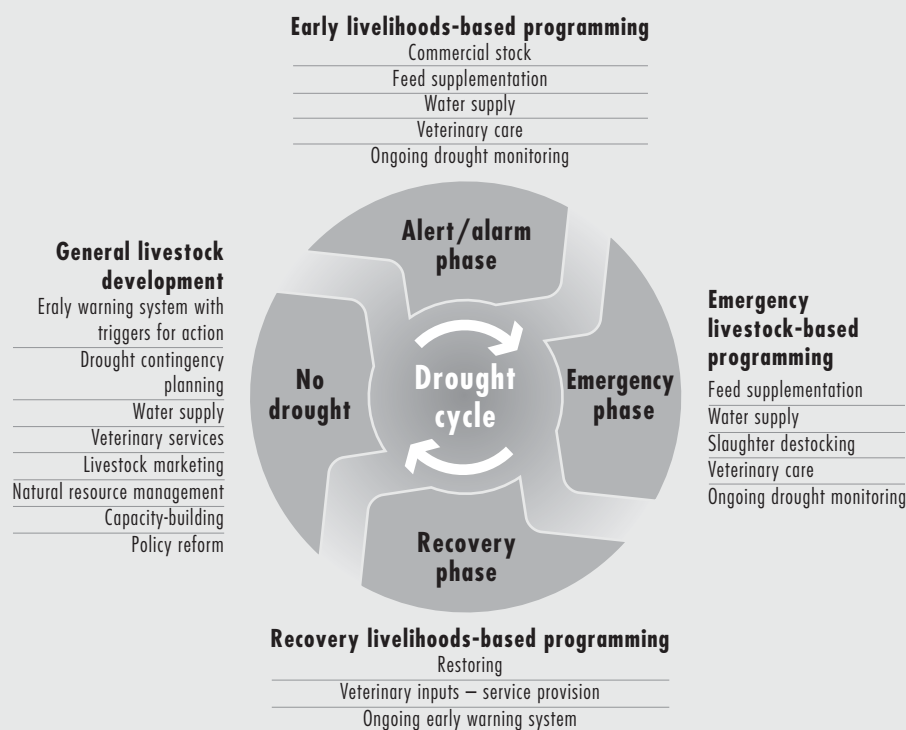 Early livelihoods-based programming
Commercial stock
Feed supplementation
Water supply
Veterinary care
Ongoing drought monitoring
Alert/alarm
phase
General livestock
development
Eraly warning system with
triggers for action
Drought contingency
planning
Water supply
Veterinary services
Livestock marketing
Natural resource management
Capacity-building
Policy reform
No
drought
Drought
cycle
Emergency
phase
Emergency
livestock-based
programming
Feed supplementation
Water supply
Slaughter destocking
Veterinary care
Ongoing drought monitoring
Recovery
phase
Recovery livelihoods-based programming
Restoring
Veterinary inputs – service provision
Ongoing early warning system